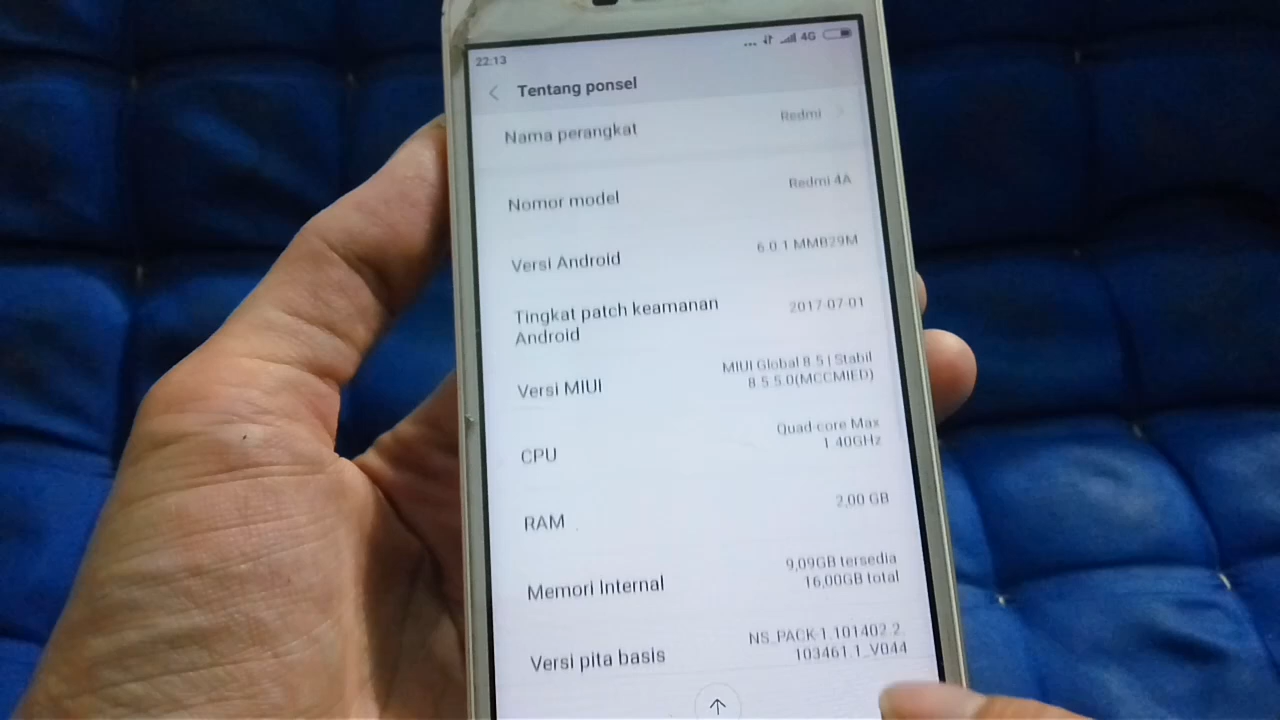 22:13
... 4G
Tentang ponsel
Nama perangkat
Redmi
Nomor model
Redmi 4A
Versi Android
6.0.1 MMB29M
Tingkat patch keamanan
Android
2017-07-01
Versi MIUI
MIUI Global 8.5 | Stabil
8.5.5.0(MCCMIED)
CPU
Quad-core Max
1.40GHz
RAM
2,00 GB
Memori Internal
9,09GB tersedia
16,00GB total
Versi pita basis
NS_PACK-1.101402.2.
103461.1_V044